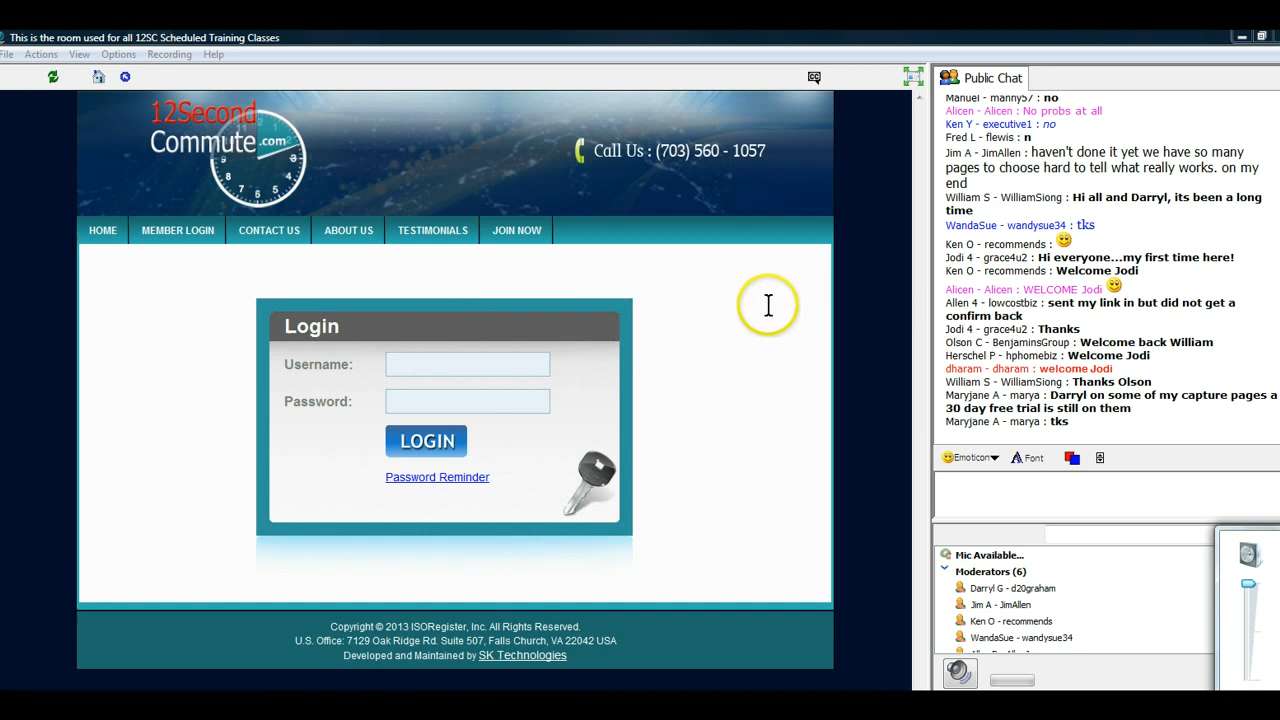 This is the room used for all 12SC Scheduled Training Classes
File Actions View Options Recording Help
12Second
Commute.com
Call Us : (703) 560 - 1057
HOME MEMBER LOGIN CONTACT US ABOUT US TESTIMONIALS JOIN NOW
Login
Username:
Password:
LOGIN
Password Reminder
Copyright © 2013 ISORegister, Inc. All Rights Reserved.
U.S. Office: 7129 Oak Ridge Rd. Suite 507, Falls Church, VA 22042 USA
Developed and Maintained by SK Technologies
Public Chat
Manuel - manny57 : no
Alicen - Alicen : No probs at all
Ken Y - executive1 : no
Fred L - flewis : n
Jim A - JimAllen : haven't done it yet we have so many
pages to choose hard to tell what really works. on my
end
William S - WilliamSiong : Hi all and Darryl, its been a long
time
WandaSue - wandysue34 : tks
Ken O - recommends :
Jodi 4 - grace4u2 : Hi everyone...my first time here!
Ken O - recommends : Welcome Jodi
Alicen - Alicen : WELCOME Jodi
Allen 4 - lowcostbiz : sent my link in but did not get a
confirm back
Jodi 4 - grace4u2 : Thanks
Olson C - BenjaminsGroup : Welcome back William
Herschel P - hphomebiz : Welcome Jodi
dharam - dharam : welcome Jodi
William S - WilliamSiong : Thanks Olson
Maryjane A - marya : Darryl on some of my capture pages a
30 day free trial is still on them
Maryjane A - marya : tks
Emoticon Font
Mic Available...
Moderators (6)
Darryl G - d20graham
Jim A - JimAllen
Ken O - recommends
WandaSue - wandysue34